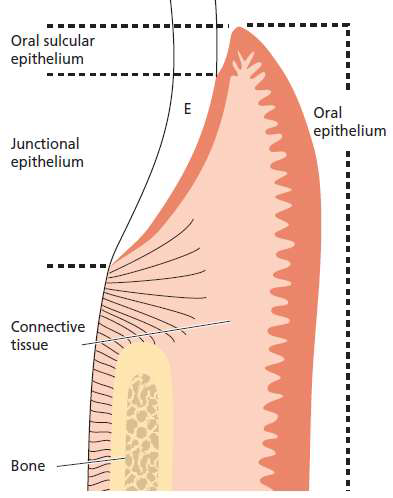 Oral sulcular
epithelium
E
Oral
epithelium
Junctional
epithelium
Connective
tissue
Bone